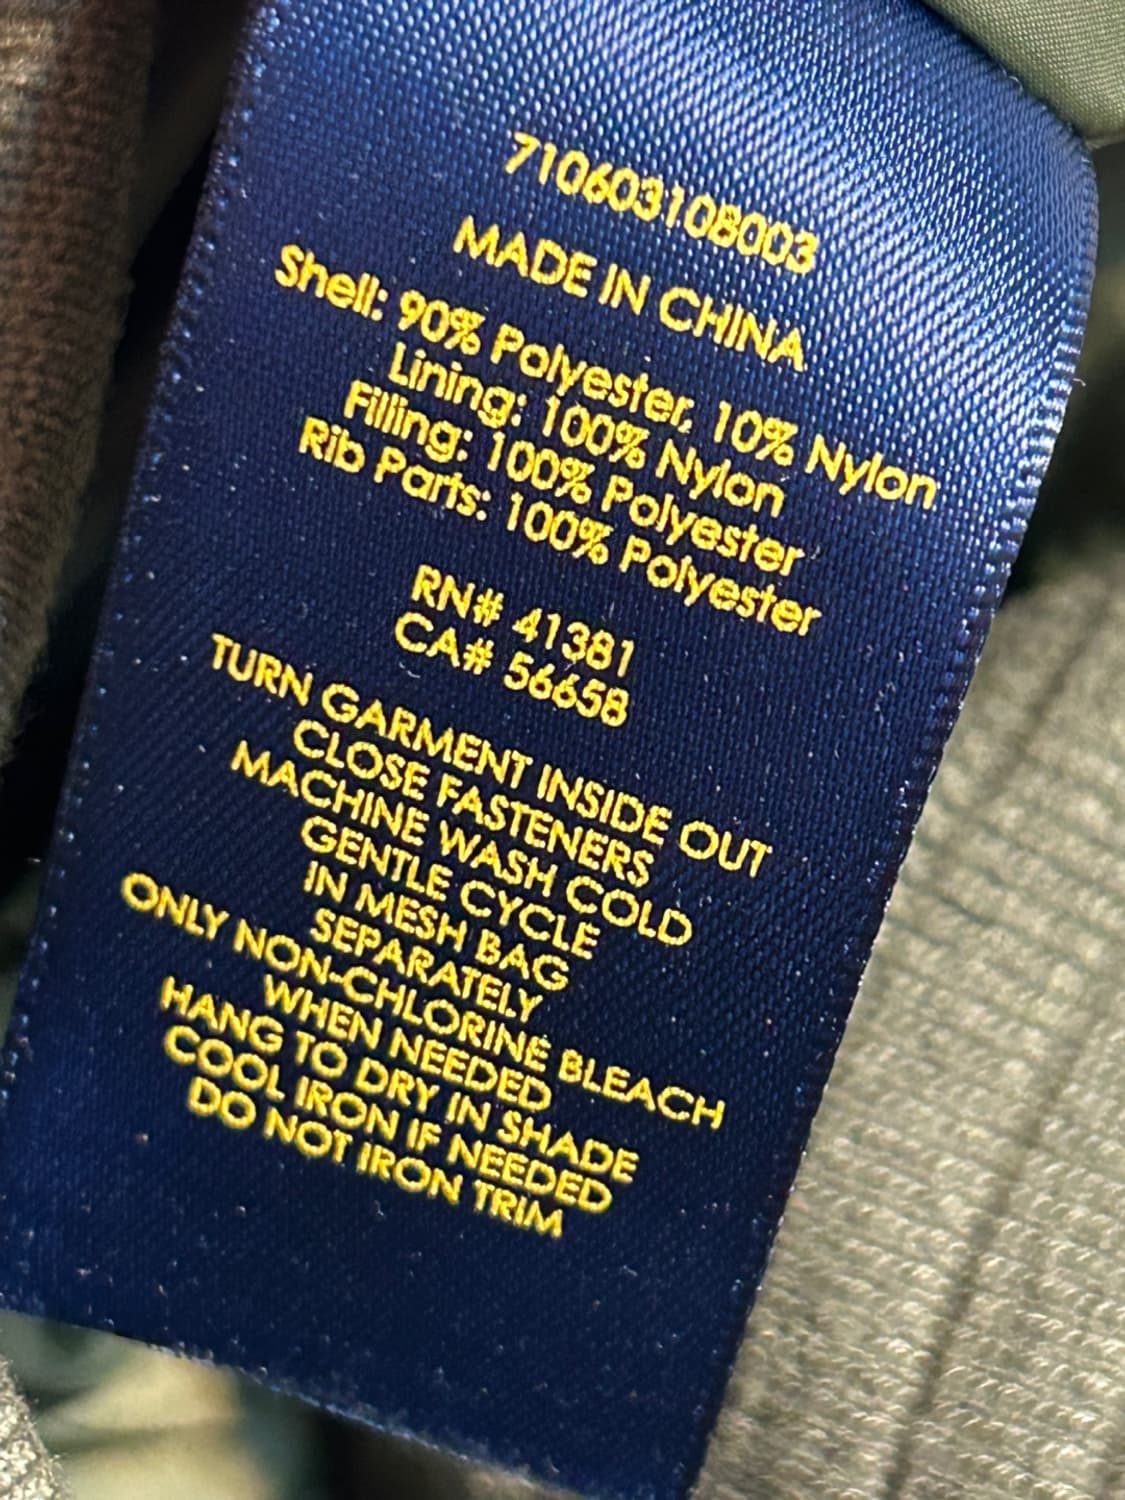 710603108003
MADE IN CHINA
Shell: 90% Polyester, 10% Nylon
Lining: 100% Nylon
Filling: 100% Polyester
Rib Parts: 100% Polyester
RN# 41381
CA# 56658
TURN GARMENT INSIDE OUT
CLOSE FASTENERS
MACHINE WASH COLD
GENTLE CYCLE
IN MESH BAG
SEPARATELY
ONLY NON-CHLORINE BLEACH
WHEN NEEDED
HANG TO DRY IN SHADE
COOL IRON IF NEEDED
DO NOT IRON TRIM